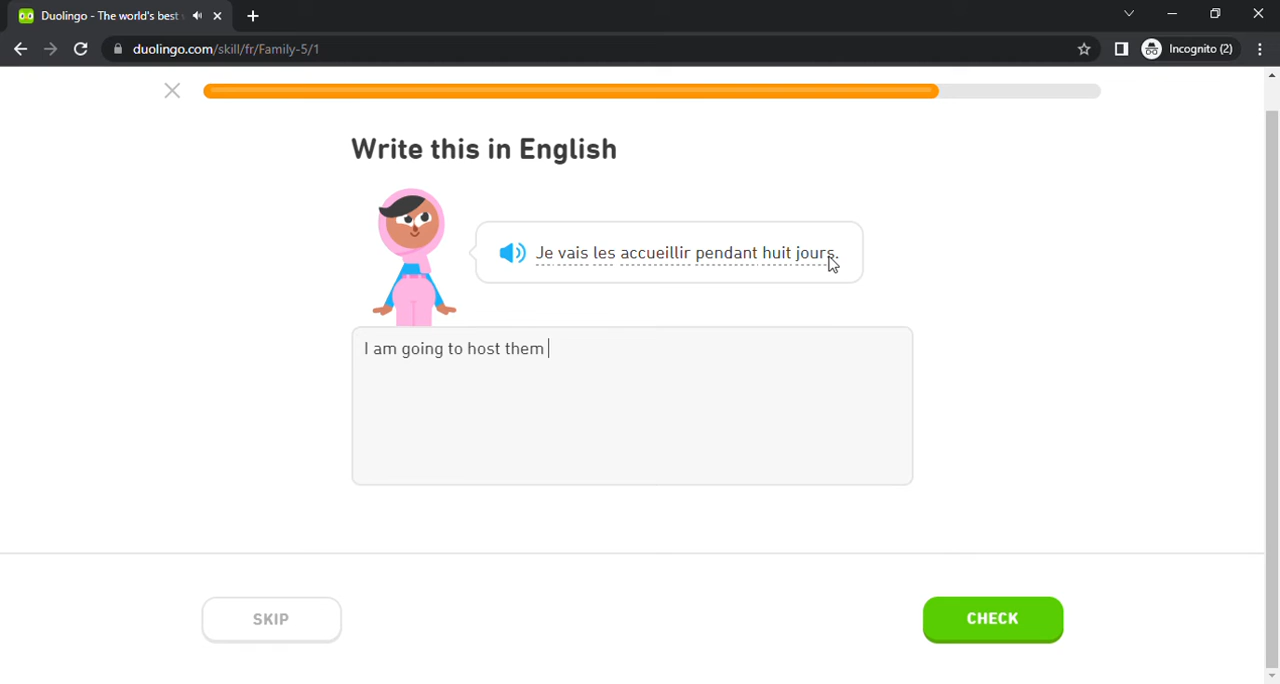 Duolingo - The world's best
duolingo.com/skill/fr/Family-5/1
Incognito (2)
Write this in English
Je vais les accueillir pendant huit jours.
I am going to host them
SKIP
CHECK